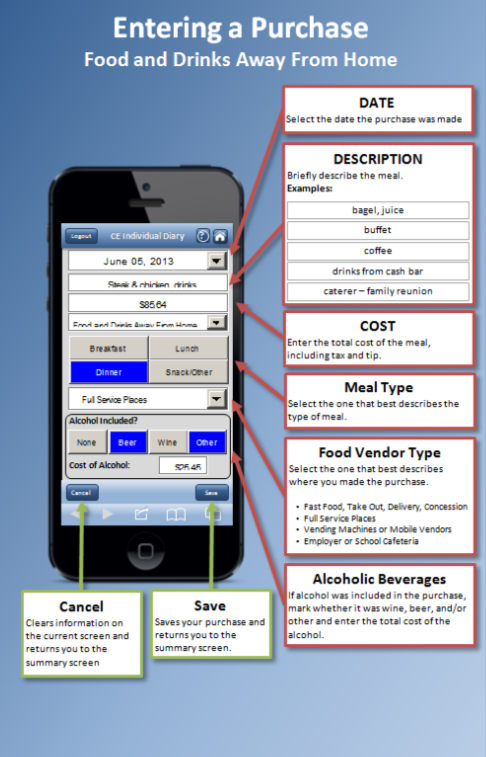 Entering a Purchase
Food and Drinks Away From Home
DATE
Select the date the purchase was made
DESCRIPTION
Briefly describe the meal.
Examples:
bagel, juice
buffet
coffee
drinks from cash bar
caterer – family reunion
COST
Enter the total cost of the meal,
including tax and tip.
Meal Type
Select the one that best describes the
type of meal.
Food Vendor Type
Select the one that best describes
where you made the purchase.
• Fast Food, Take Out, Delivery, Concession
• Full Service Places
• Vending Machines or Mobile Vendors
• Employer or School Cafeteria
Alcoholic Beverages
If alcohol was included in the purchase,
mark whether it was wine, beer, and/or
other and enter the total cost of the
alcohol.
Logout CE Individual Diary ?
June 05, 2013
Steak & chicken, drinks
$85.64
Food and Drinks Away From Home
Breakfast Lunch
Dinner Snack/Other
Full Service Places
Alcohol Included?
None Beer Wine Other
Cost of Alcohol: $25.45
Cancel Save
Cancel
Clears information on
the current screen and
returns you to the
summary screen
Save
Saves your purchase and
returns you to the
summary screen.